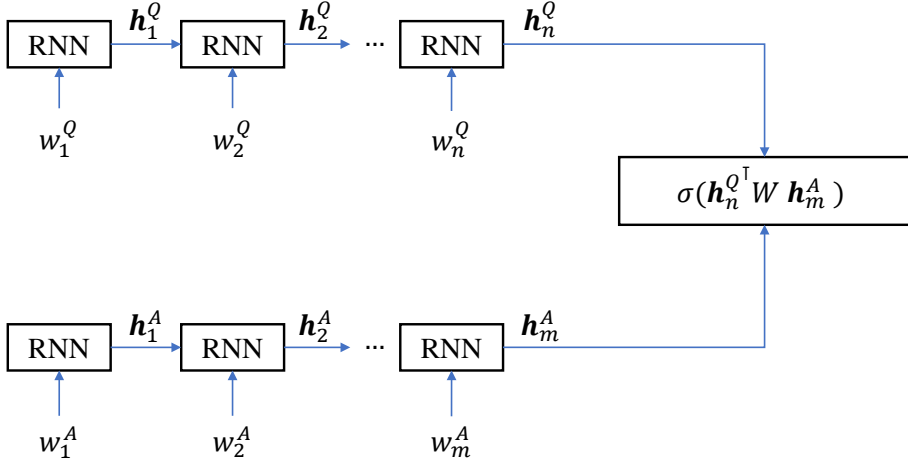 h_1^Q h_2^Q h_n^Q
RNN RNN ... RNN
w_1^Q w_2^Q w_n^Q
σ(h_n^{Q⊤} W h_m^A)
h_1^A h_2^A h_m^A
RNN RNN ... RNN
w_1^A w_2^A w_m^A